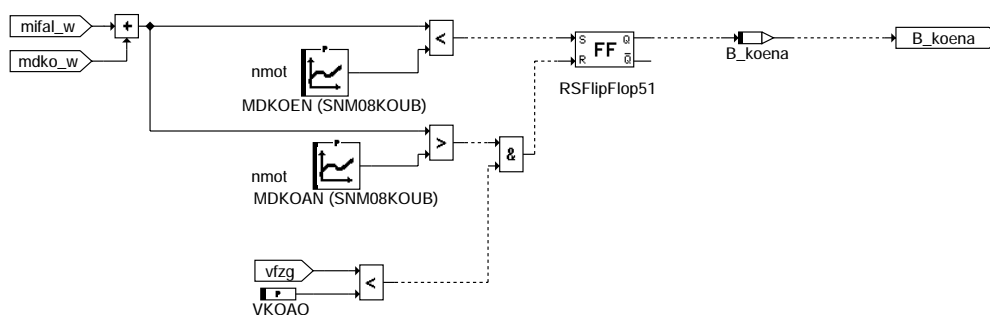 mifal_w
+
mdko_w
<
P
nmot
MDKOEN (SNM08KOUB)
S Q
FF
R Q
RSFlipFlop51
B_koena
B_koena
>
P
nmot
MDKOAN (SNM08KOUB)
&
vfzg
P
<
VKOAO